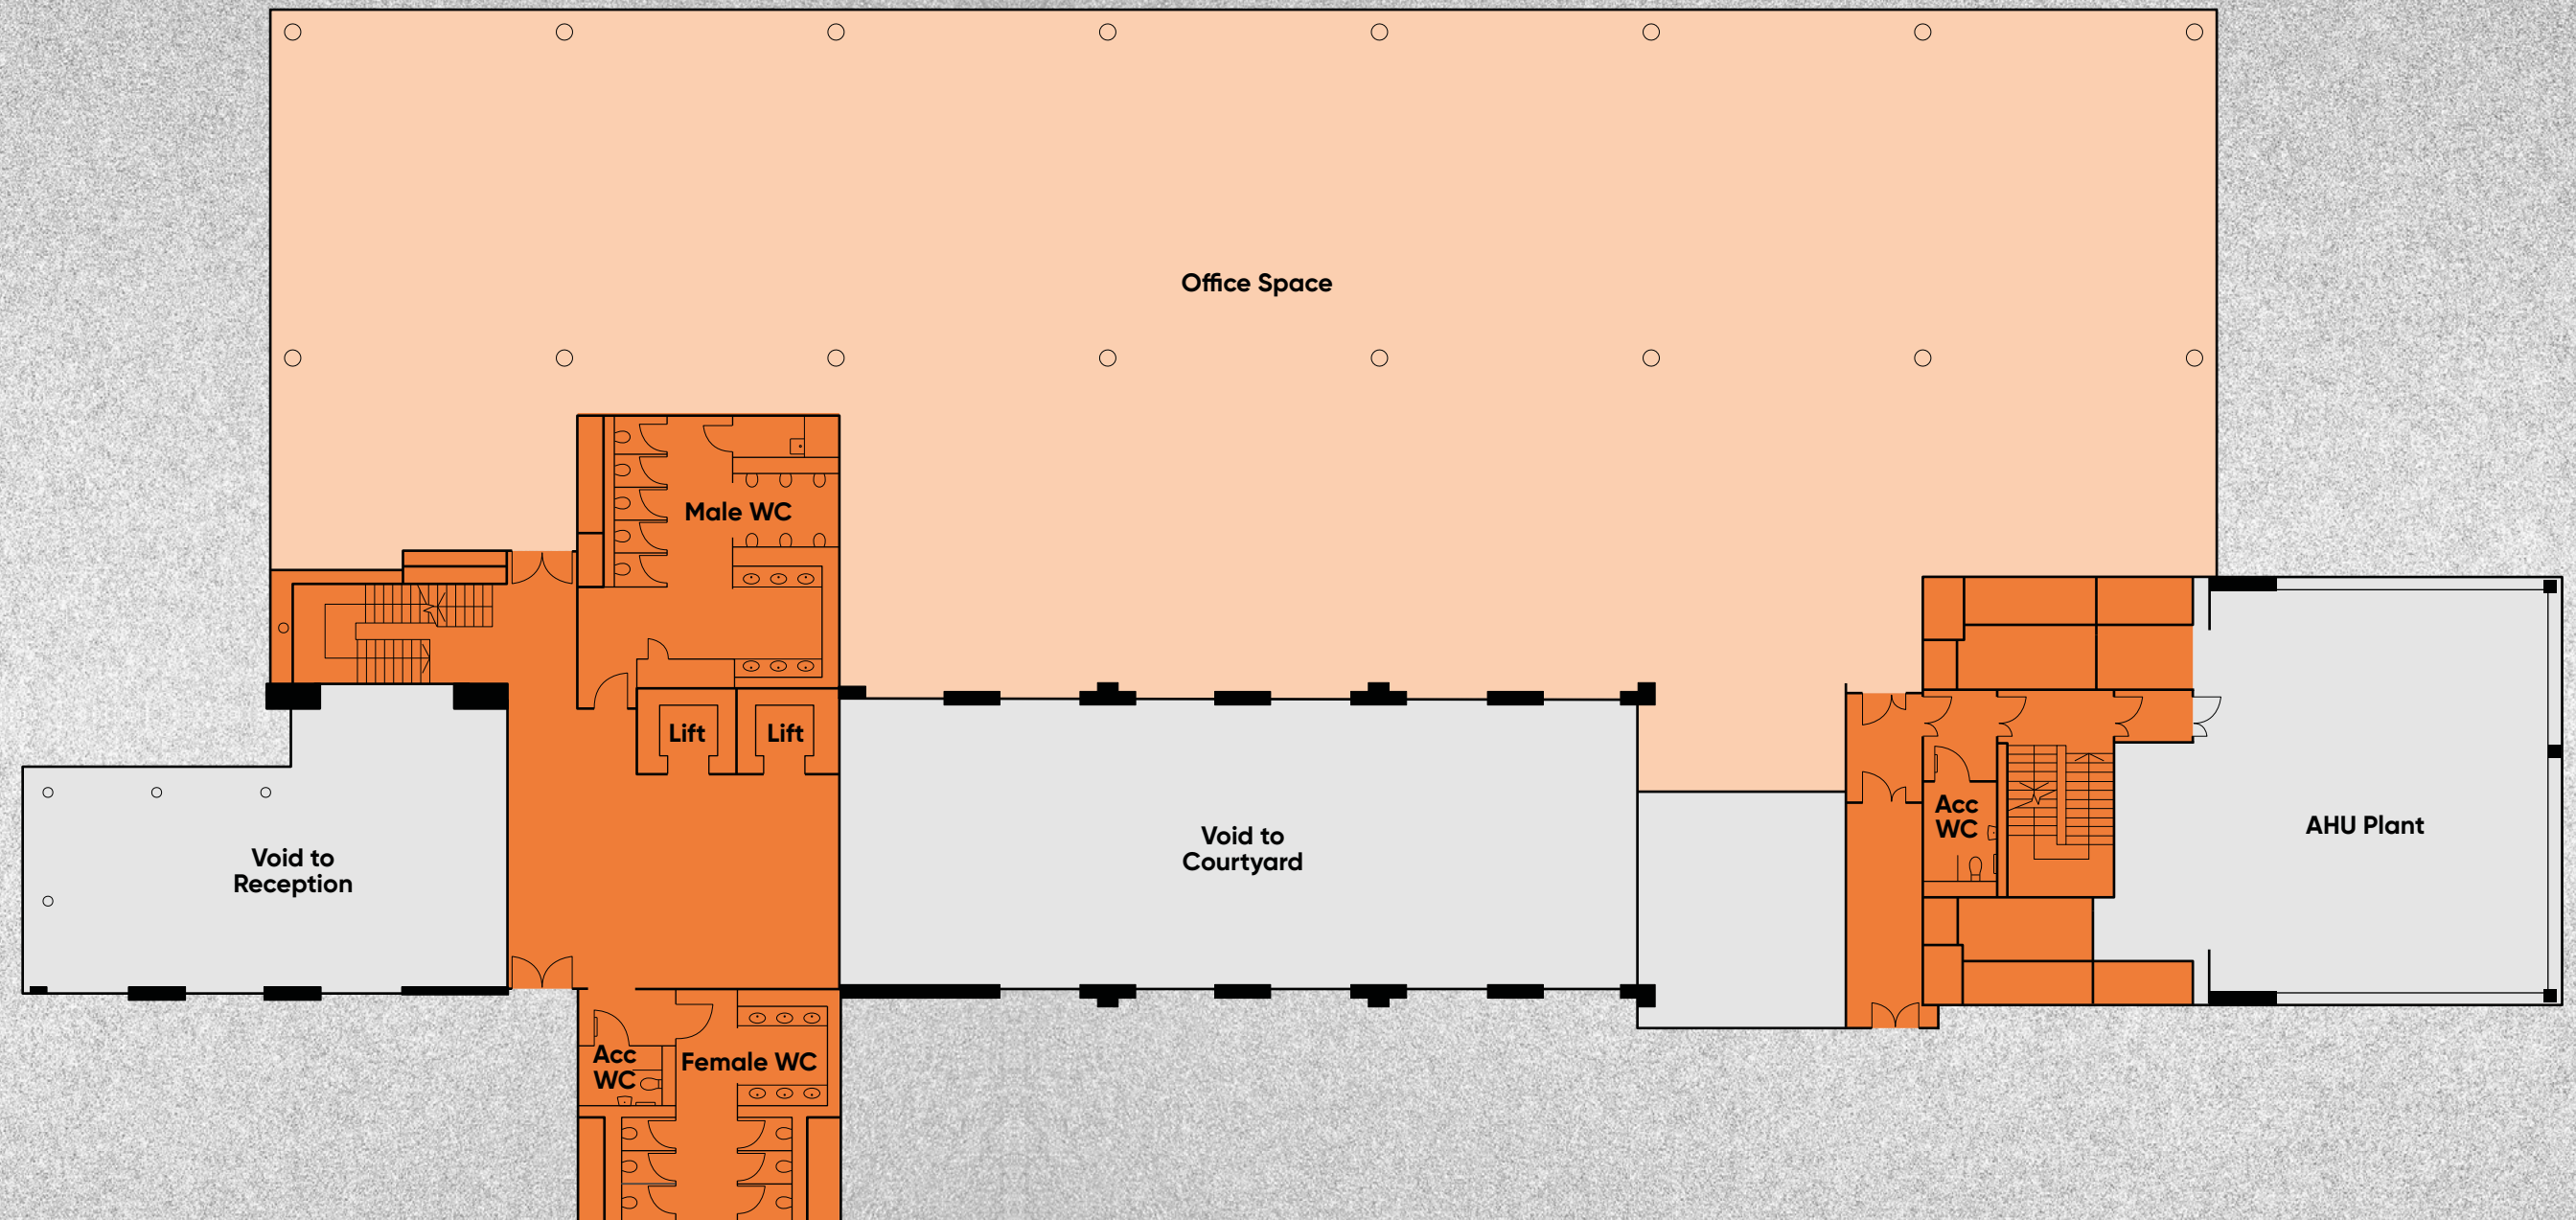 Office Space
Male WC
Lift
Lift
Acc
WC
AHU Plant
Void to
Courtyard
Void to
Reception
Acc
WC
Female WC